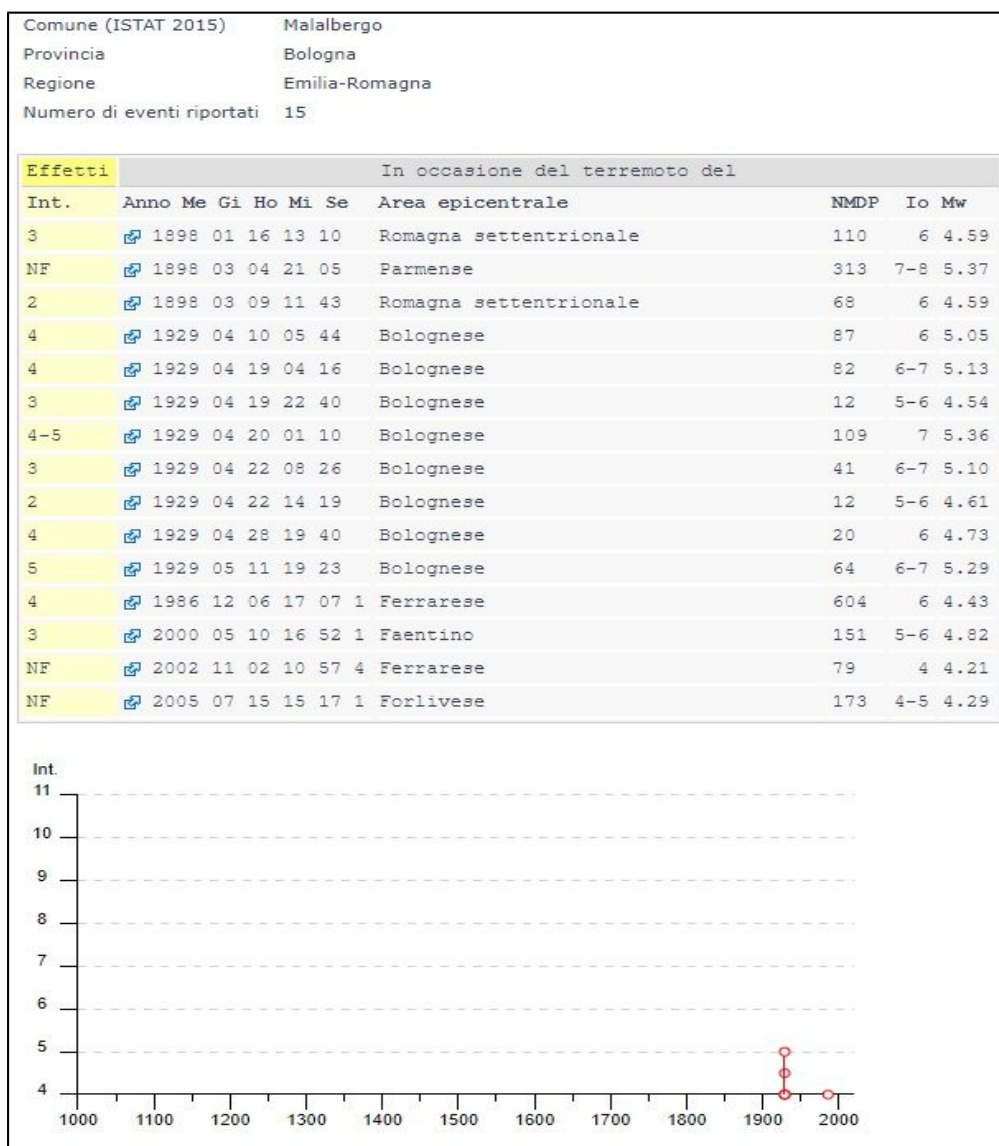 Comune (ISTAT 2015) Malalbergo
Provincia Bologna
Regione Emilia-Romagna
Numero di eventi riportati 15
Effetti In occasione del terremoto del
Int. Anno Me Gi Ho Mi Se Area epicentrale NMDP Io Mw
3 1898 01 16 13 10 Romagna settentrionale 110 6 4.59
NF 1898 03 04 21 05 Parmense 313 7-8 5.37
2 1898 03 09 11 43 Romagna settentrionale 68 6 4.59
4 1929 04 10 05 44 Bolognese 87 6 5.05
4 1929 04 19 04 16 Bolognese 82 6-7 5.13
3 1929 04 19 22 40 Bolognese 12 5-6 4.54
4-5 1929 04 20 01 10 Bolognese 109 7 5.36
3 1929 04 22 08 26 Bolognese 41 6-7 5.10
2 1929 04 22 14 19 Bolognese 12 5-6 4.61
4 1929 04 28 19 40 Bolognese 20 6 4.73
5 1929 05 11 19 23 Bolognese 64 6-7 5.29
4 1986 12 06 17 07 1 Ferrarese 604 6 4.43
3 2000 05 10 16 52 1 Faentino 151 5-6 4.82
NF 2002 11 02 10 57 4 Ferrarese 79 4 4.21
NF 2005 07 15 15 17 1 Forlivese 173 4-5 4.29
Int.
11
10
9
8
7
6
5
4
1000 1100 1200 1300 1400 1500 1600 1700 1800 1900 2000